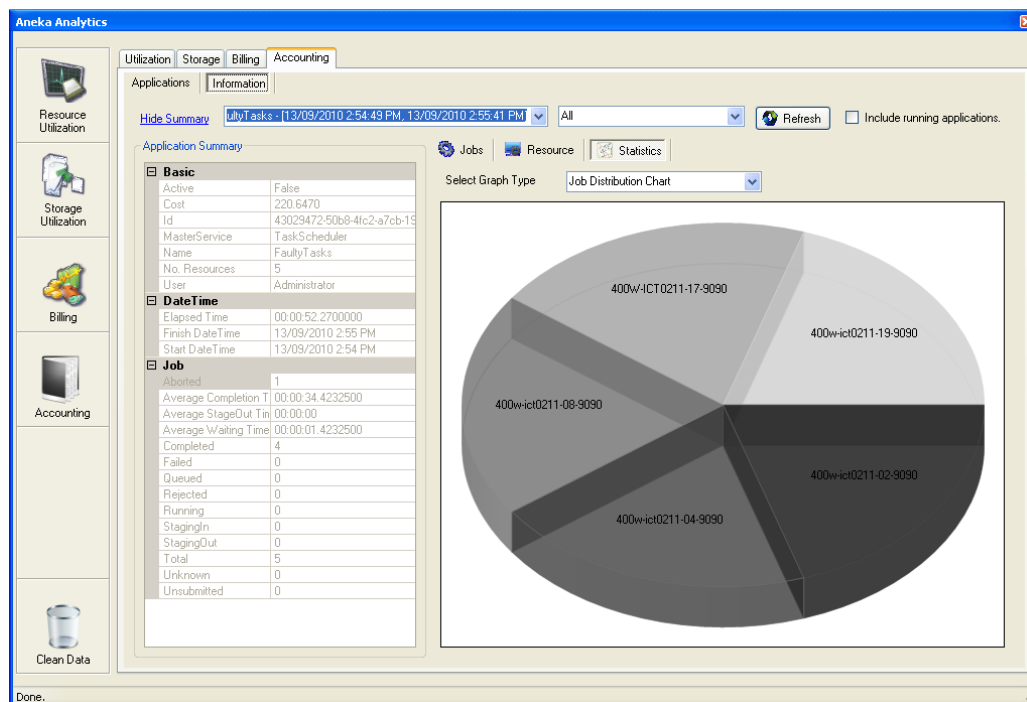 Aneka Analytics
Resource
Utilization
Storage
Utilization
Billing
Accounting
Clean Data
Utilization Storage Billing Accounting
Applications Information
Hide Summary ultyTasks - [13/09/2010 2:54:49 PM, 13/09/2010 2:55:41 PM] All Refresh Include running applications.
Application Summary
Basic
Active False
Cost 220.6470
Id 43029472-50b8-4fc2-a7cb-19
MasterService TaskScheduler
Name FaultyTasks
No. Resources 5
User Administrator
DateTime
Elapsed Time 00:00:52.2700000
Finish DateTime 13/09/2010 2:55 PM
Start DateTime 13/09/2010 2:54 PM
Job
Aborted 1
Average Completion T 00:00:34.4232500
Average StageOut Tin 00:00:00
Average Waiting Time 00:00:01.4232500
Completed 4
Failed 0
Queued 0
Rejected 0
Running 0
StagingIn 0
StagingOut 0
Total 5
Unknown 0
Unsubmitted 0
Jobs Resource Statistics
Select Graph Type Job Distribution Chart
400W-ICT0211-17-9090
400w-ict0211-19-9090
400w-ict0211-08-9090
400w-ict0211-02-9090
400w-ict0211-04-9090
Done.